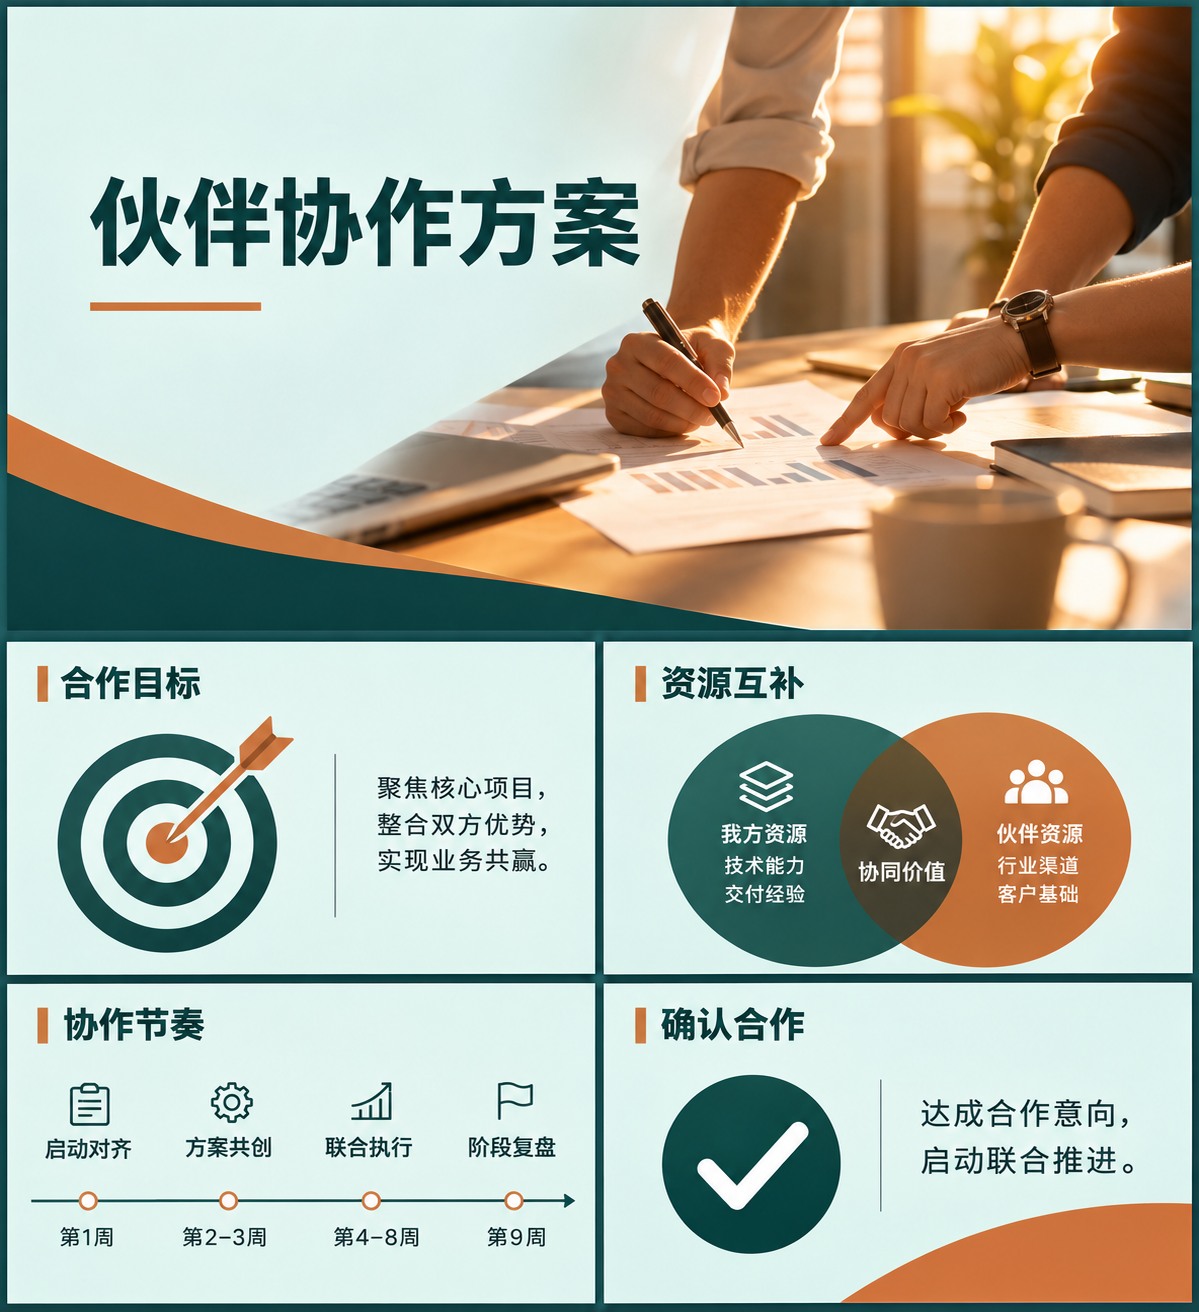 伙伴协作方案
合作目标
聚焦核心项目，
整合双方优势，
实现业务共赢。
资源互补
我方资源
技术能力
交付经验
协同价值
伙伴资源
行业渠道
客户基础
协作节奏
启动对齐
方案共创
联合执行
阶段复盘
第1周
第2-3周
第4-8周
第9周
确认合作
达成合作意向，
启动联合推进。